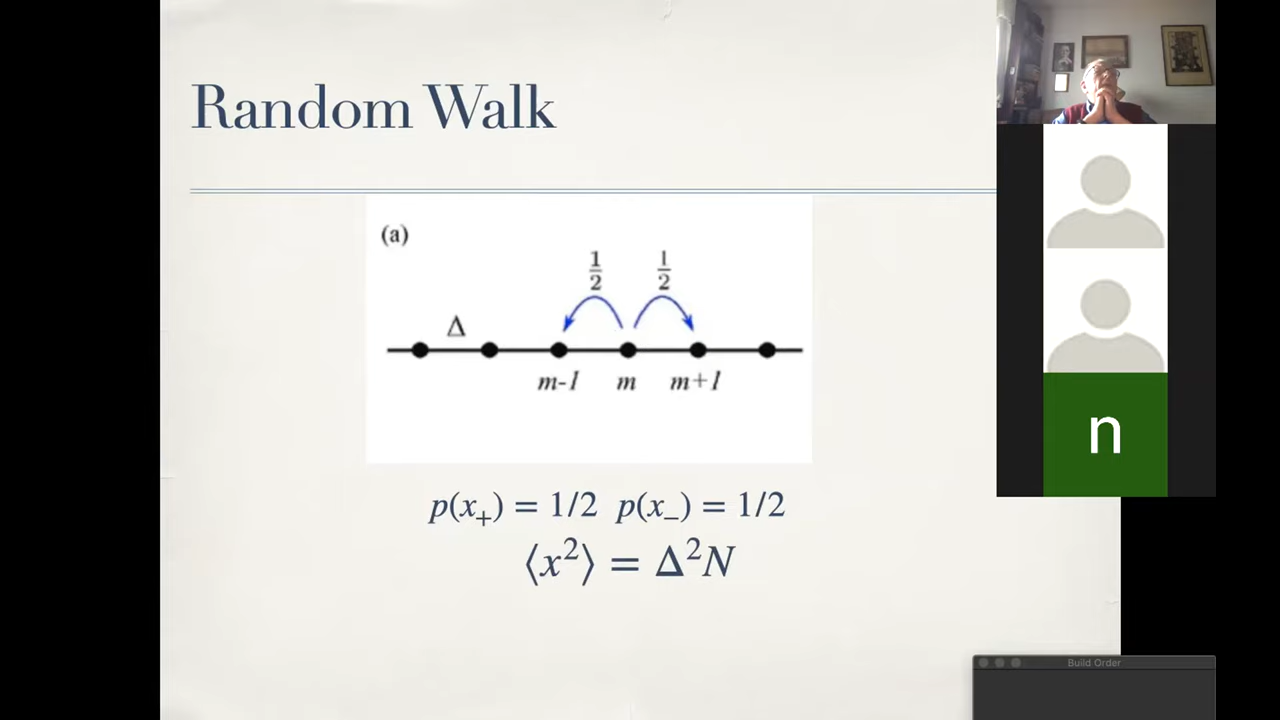 Random Walk
(a)
1/2 1/2
Δ
m-1 m m+1
p(x₊) = 1/2 p(x₋) = 1/2
⟨x²⟩ = Δ²N
n
Build Order